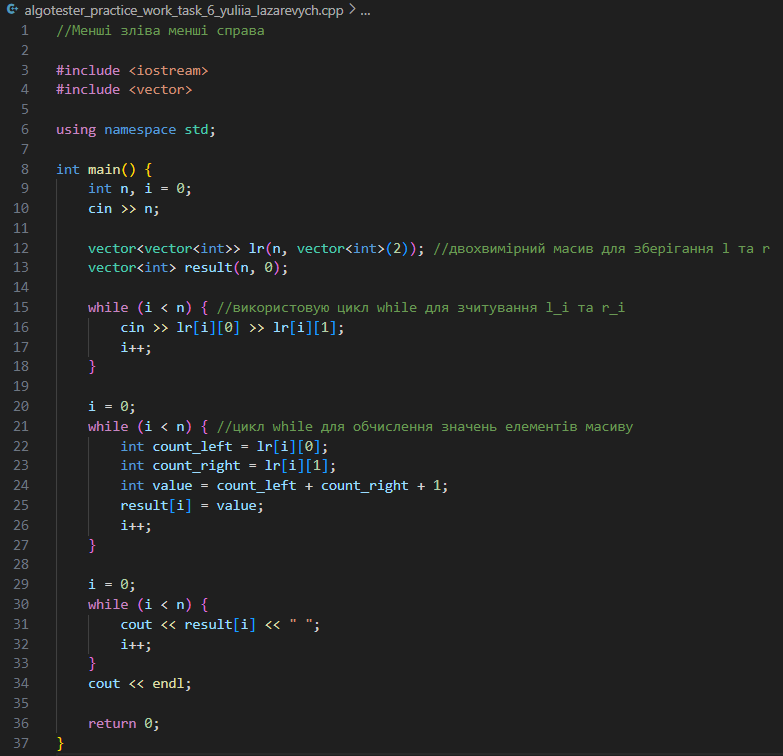 algotester_practice_work_task_6_yuliia_lazarevych.cpp > ...
1 //Менші зліва менші справа
2
3 #include <iostream>
4 #include <vector>
5
6 using namespace std;
7
8 int main() {
9     int n, i = 0;
10     cin >> n;
11
12     vector<vector<int>> lr(n, vector<int>(2)); //двохвимірний масив для зберігання l та r
13     vector<int> result(n, 0);
14
15     while (i < n) { //використовую цикл while для зчитування l_i та r_i
16         cin >> lr[i][0] >> lr[i][1];
17         i++;
18     }
19
20     i = 0;
21     while (i < n) { //цикл while для обчислення значень елементів масиву
22         int count_left = lr[i][0];
23         int count_right = lr[i][1];
24         int value = count_left + count_right + 1;
25         result[i] = value;
26         i++;
27     }
28
29     i = 0;
30     while (i < n) {
31         cout << result[i] << " ";
32         i++;
33     }
34     cout << endl;
35
36     return 0;
37 }